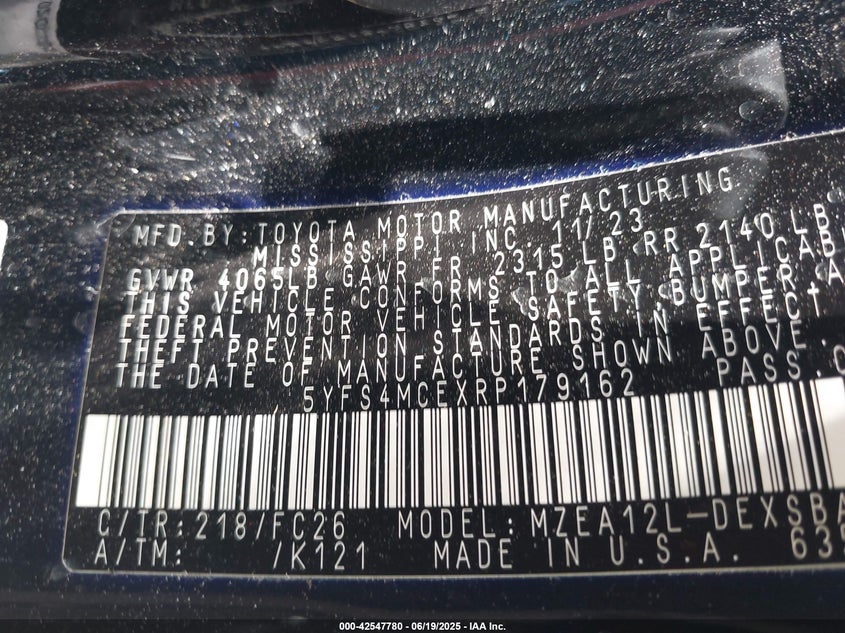 MFD. BY: TOYOTA MOTOR MANUFACTURING
MISSISSIPPI, INC. 11/23
GVWR 4065LB GAWR FR 2315 LB RR 2140 LB
THIS VEHICLE CONFORMS TO ALL APPLICAB
FEDERAL MOTOR VEHICLE SAFETY, BUMPER A
THEFT PREVENTION STANDARDS IN EFFECT
THE DATE OF MANUFACTURE SHOWN ABOVE.
5YFS4MCEXRP179162 PASS.C
C/TR: 218/FC26 MODEL: MZEA12L-DEXSBA
A/TM: /K121 MADE IN U.S.A. 635
000-42547780 - 06/19/2025 - IAA Inc.